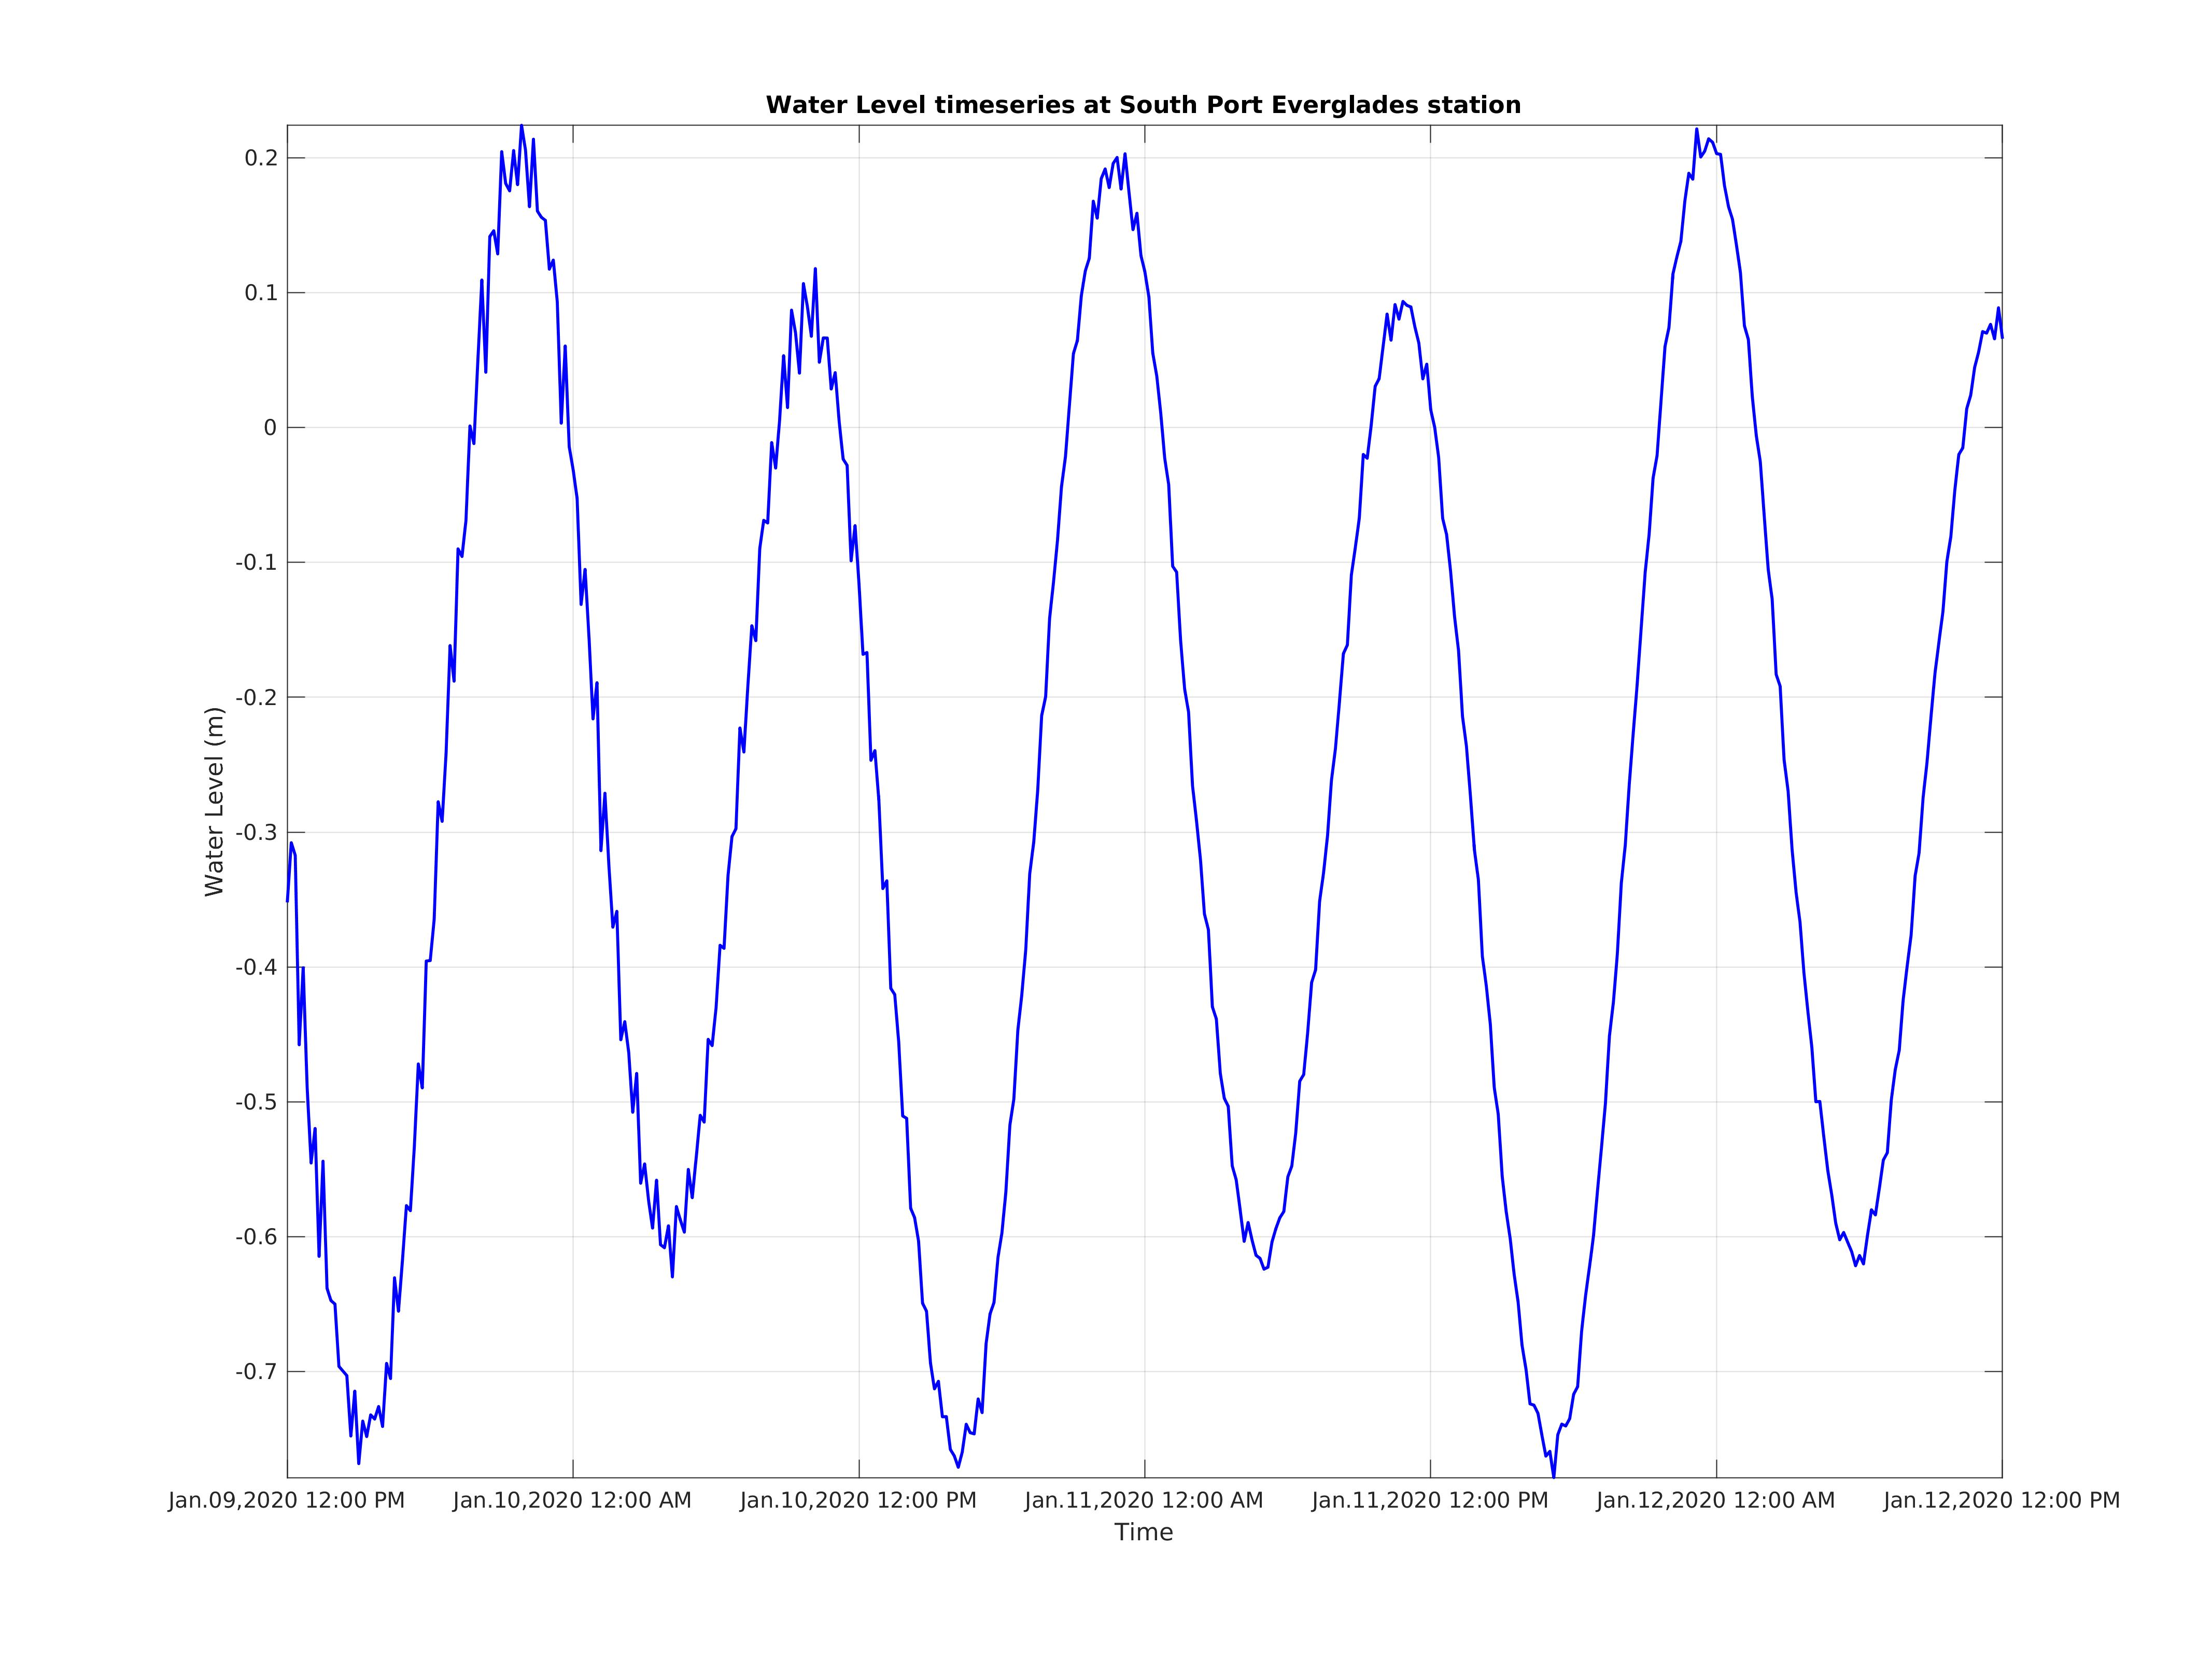 Water Level timeseries at South Port Everglades station
0.2
0.1
0
-0.1
-0.2
-0.3
-0.4
-0.5
-0.6
-0.7
Water Level (m)
Jan.09,2020 12:00 PM Jan.10,2020 12:00 AM Jan.10,2020 12:00 PM Jan.11,2020 12:00 AM Jan.11,2020 12:00 PM Jan.12,2020 12:00 AM Jan.12,2020 12:00 PM
Time